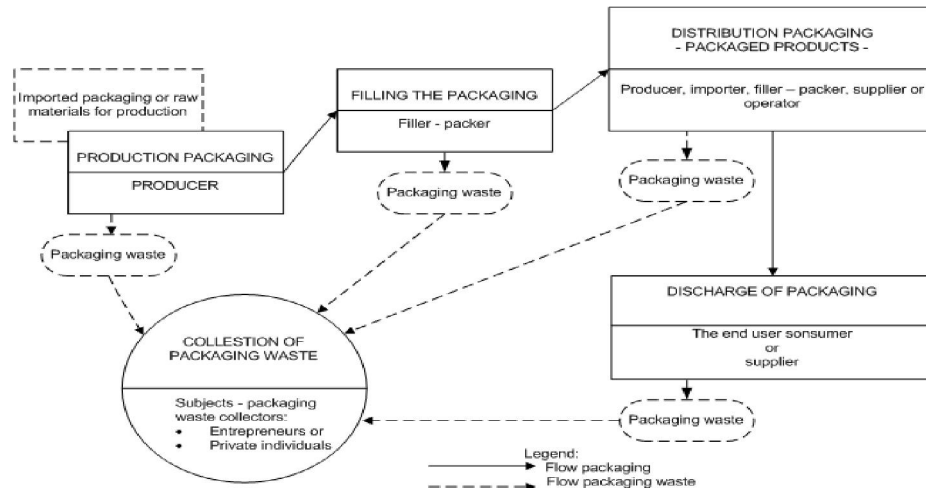 Imported packaging or raw
materials for production
PRODUCTION PACKAGING
PRODUCER
Packaging waste
FILLING THE PACKAGING
Filler - packer
Packaging waste
DISTRIBUTION PACKAGING
- PACKAGED PRODUCTS -
Producer, importer, filler – packer, supplier or
operator
Packaging waste
DISCHARGE OF PACKAGING
The end user sonsumer
or
supplier
Packaging waste
COLLESTION OF
PACKAGING WASTE
Subjects - packaging
waste collectors:
• Entrepreneurs or
• Private individuals
Legend:
Flow packaging
Flow packaging waste